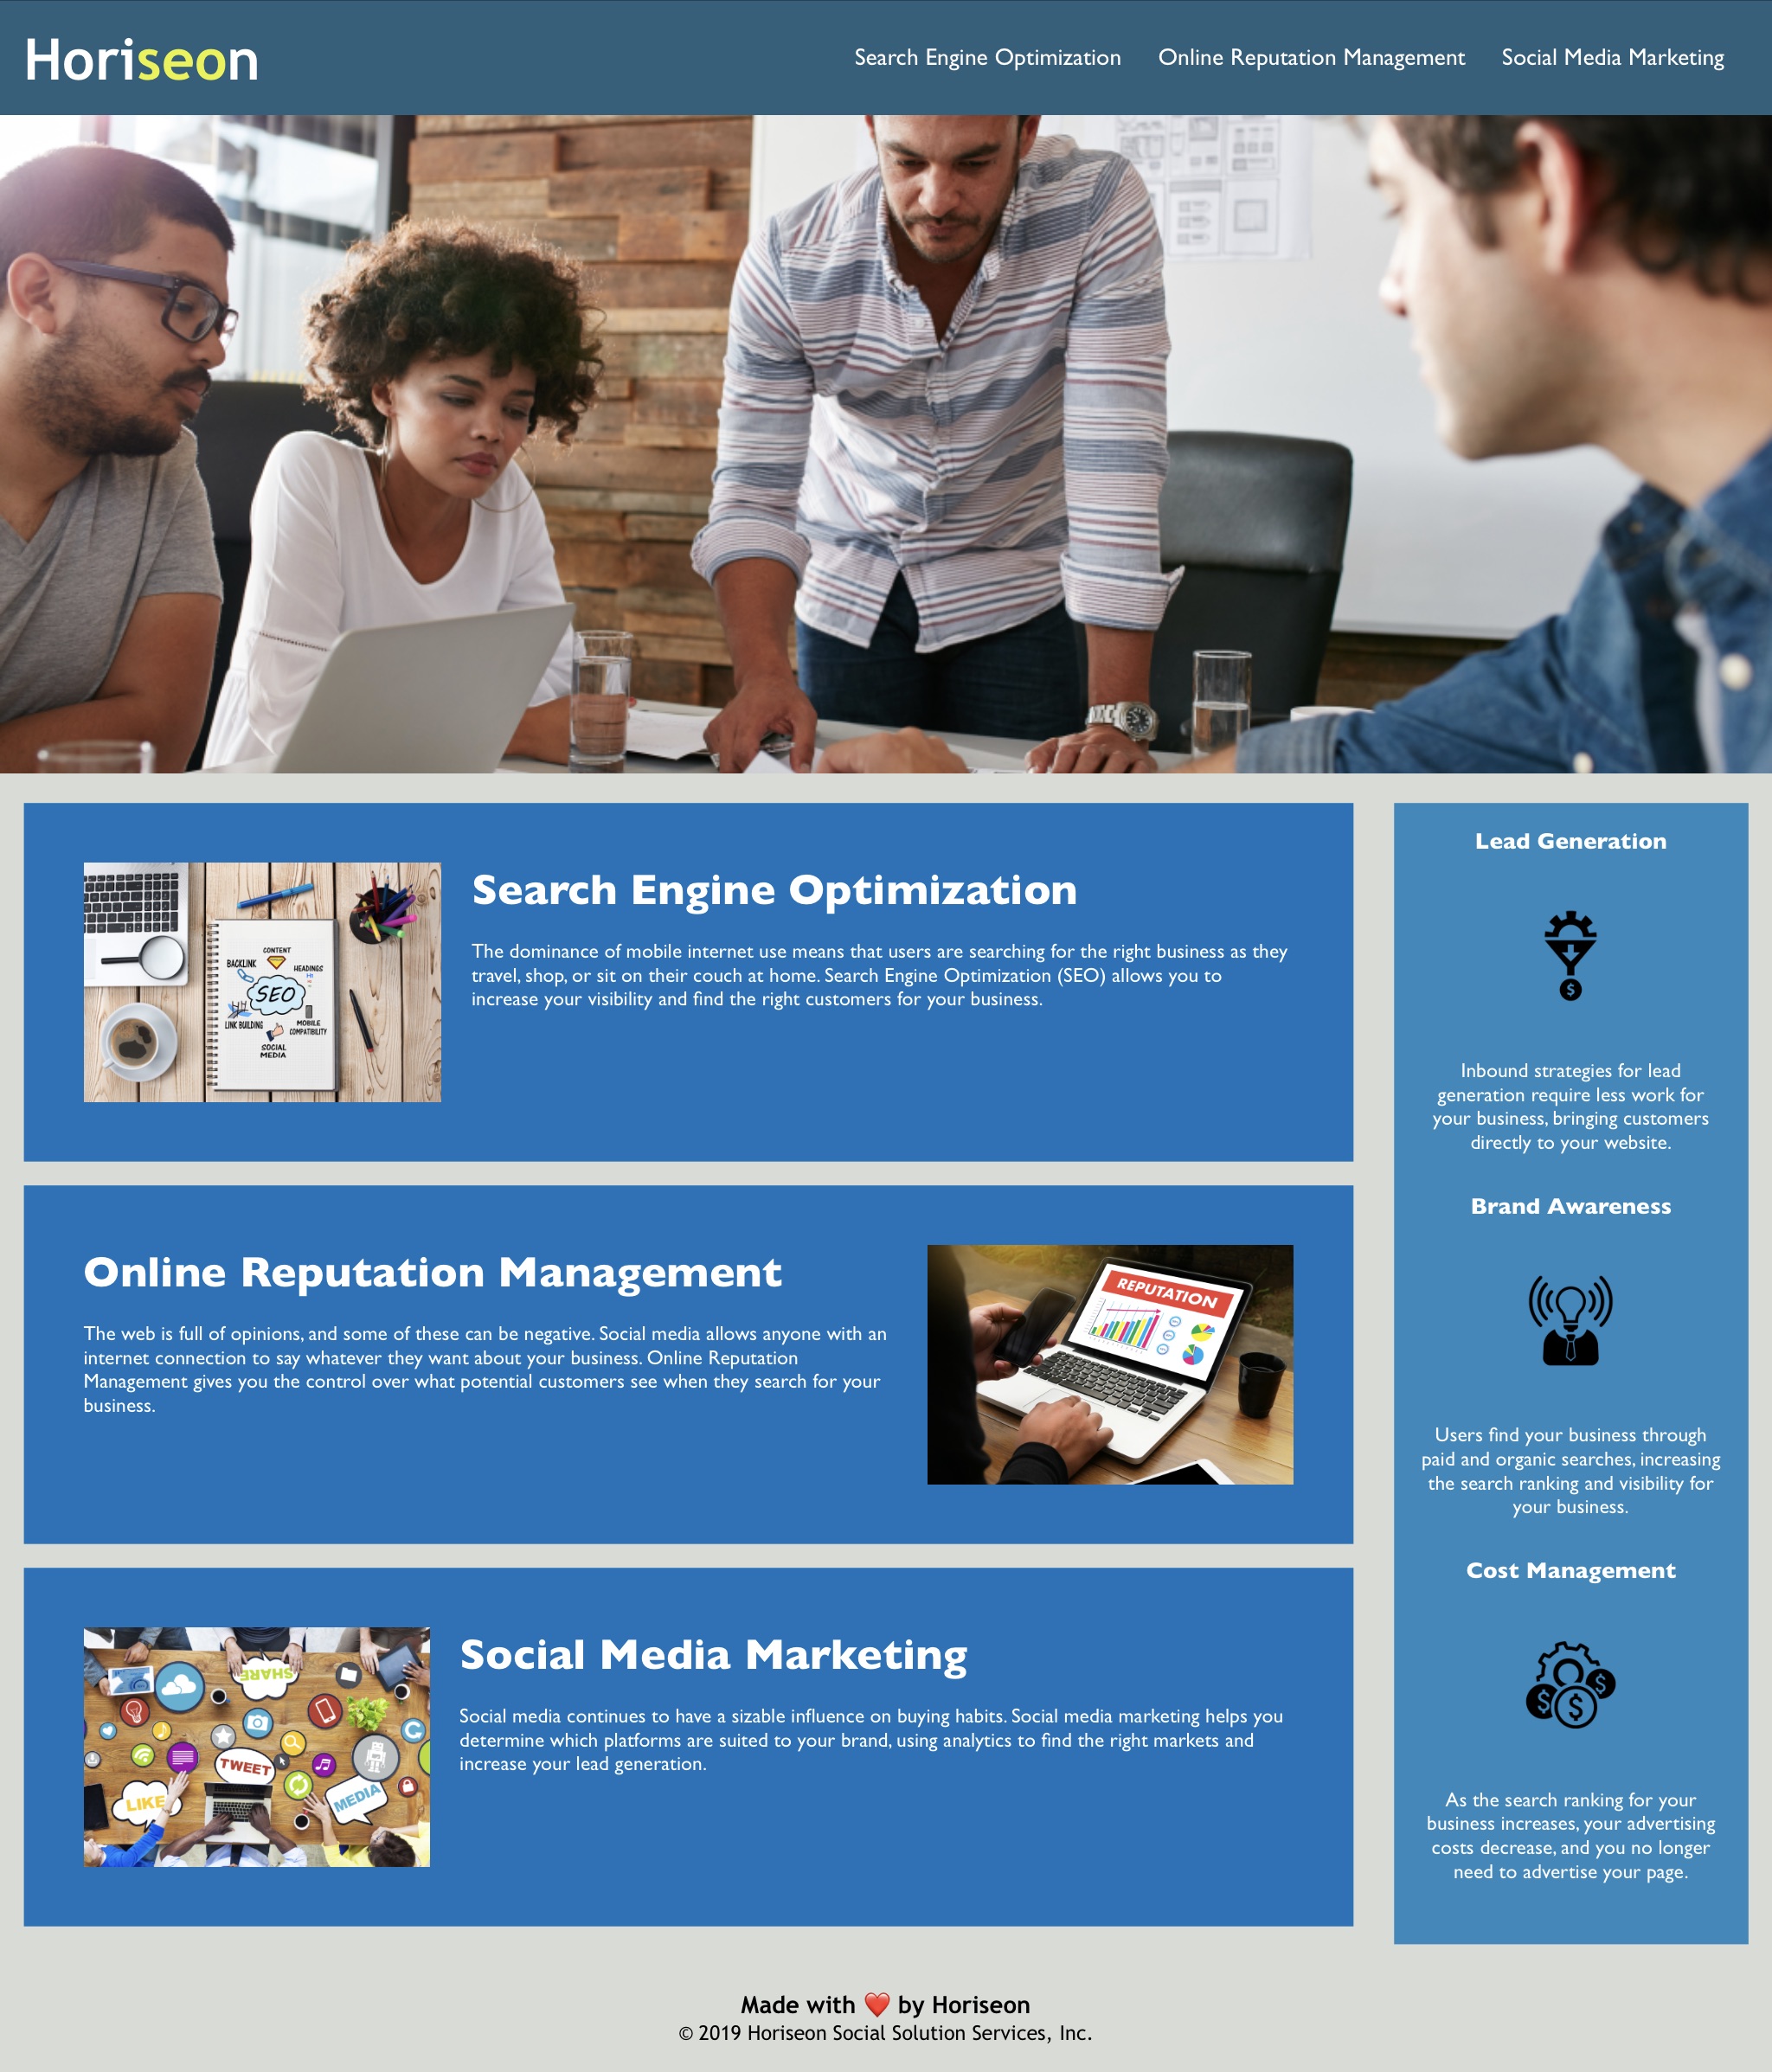 Horiseon
Search Engine Optimization Online Reputation Management Social Media Marketing
Search Engine Optimization
The dominance of mobile internet use means that users are searching for the right business as they
travel, shop, or sit on their couch at home. Search Engine Optimization (SEO) allows you to
increase your visibility and find the right customers for your business.
CONTENT
BACKLINK
HEADINGS
H1
SEO
LINK BUILDING
MOBILE
COMPATIBILITY
SOCIAL
MEDIA
Online Reputation Management
The web is full of opinions, and some of these can be negative. Social media allows anyone with an
internet connection to say whatever they want about your business. Online Reputation
Management gives you the control over what potential customers see when they search for your
business.
REPUTATION
Social Media Marketing
Social media continues to have a sizable influence on buying habits. Social media marketing helps you
determine which platforms are suited to your brand, using analytics to find the right markets and
increase your lead generation.
SHARE
TWEET
LIKE
MEDIA
Lead Generation
$
Inbound strategies for lead
generation require less work for
your business, bringing customers
directly to your website.
Brand Awareness
Users find your business through
paid and organic searches, increasing
the search ranking and visibility for
your business.
Cost Management
$ $ $
As the search ranking for your
business increases, your advertising
costs decrease, and you no longer
need to advertise your page.
Made with ❤️ by Horiseon
© 2019 Horiseon Social Solution Services, Inc.